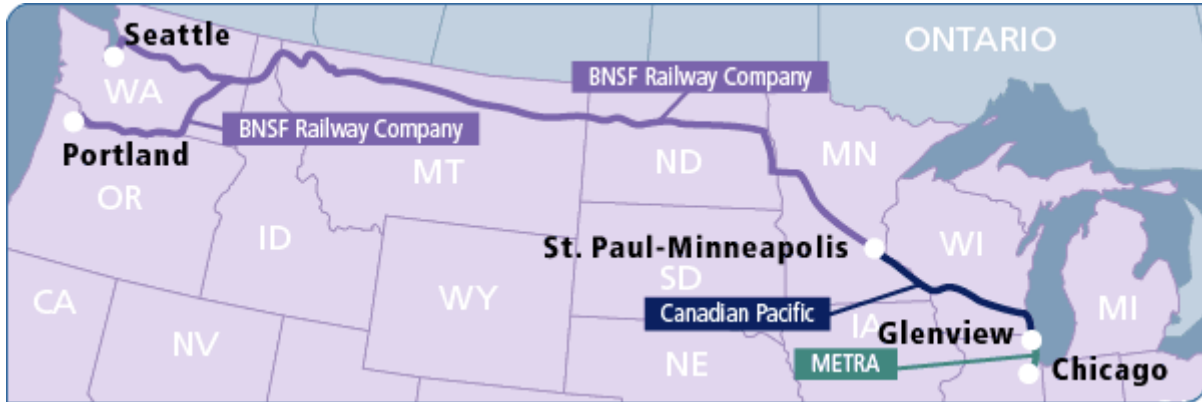 Seattle
ONTARIO
BNSF Railway Company
WA
BNSF Railway Company
Portland
MN
ND
MT
OR
ID
St. Paul-Minneapolis
WI
SD
WY
CA
Canadian Pacific
MI
IA
Glenview
NV
NE
METRA
Chicago